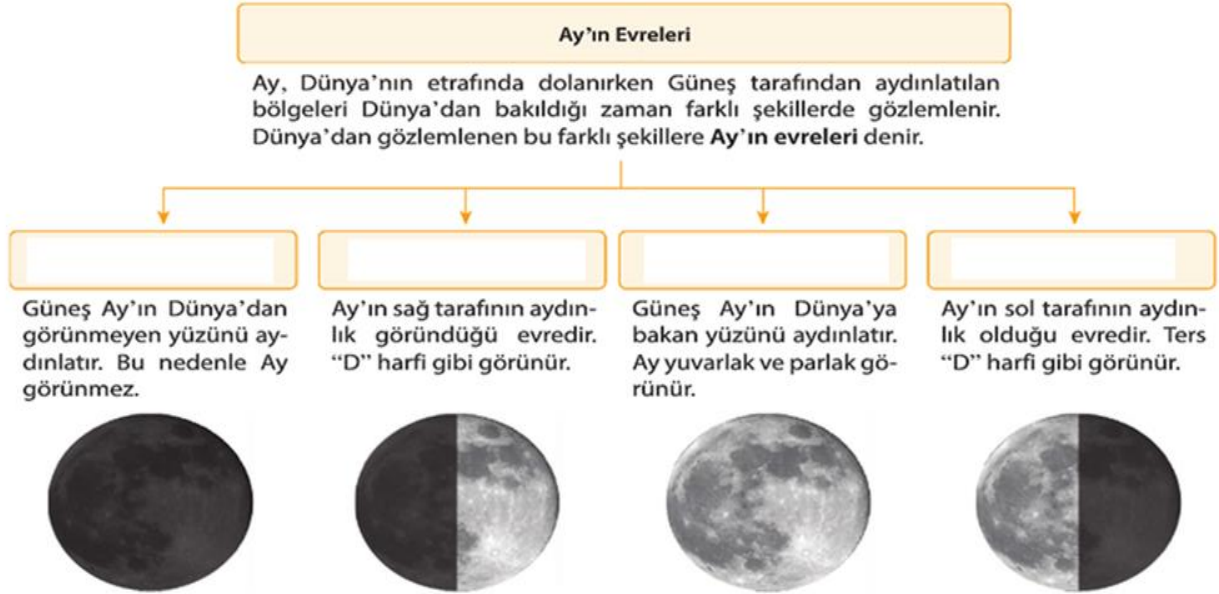 Ay’ın Evreleri
Ay, Dünya’nın etrafında dolanırken Güneş tarafından aydınlatılan
bölgeleri Dünya’dan bakıldığı zaman farklı şekillerde gözlemlenir.
Dünya’dan gözlemlenen bu farklı şekillere Ay’ın evreleri denir.
Güneş Ay’ın Dünya’dan
görünmeyen yüzünü ay-
dınlatır. Bu nedenle Ay
görünmez.
Ay’ın sağ tarafının aydın-
lık göründüğü evredir.
“D” harfi gibi görünür.
Güneş Ay’ın Dünya’ya
bakan yüzünü aydınlatır.
Ay yuvarlak ve parlak gö-
rünür.
Ay’ın sol tarafının aydın-
lık olduğu evredir. Ters
“D” harfi gibi görünür.